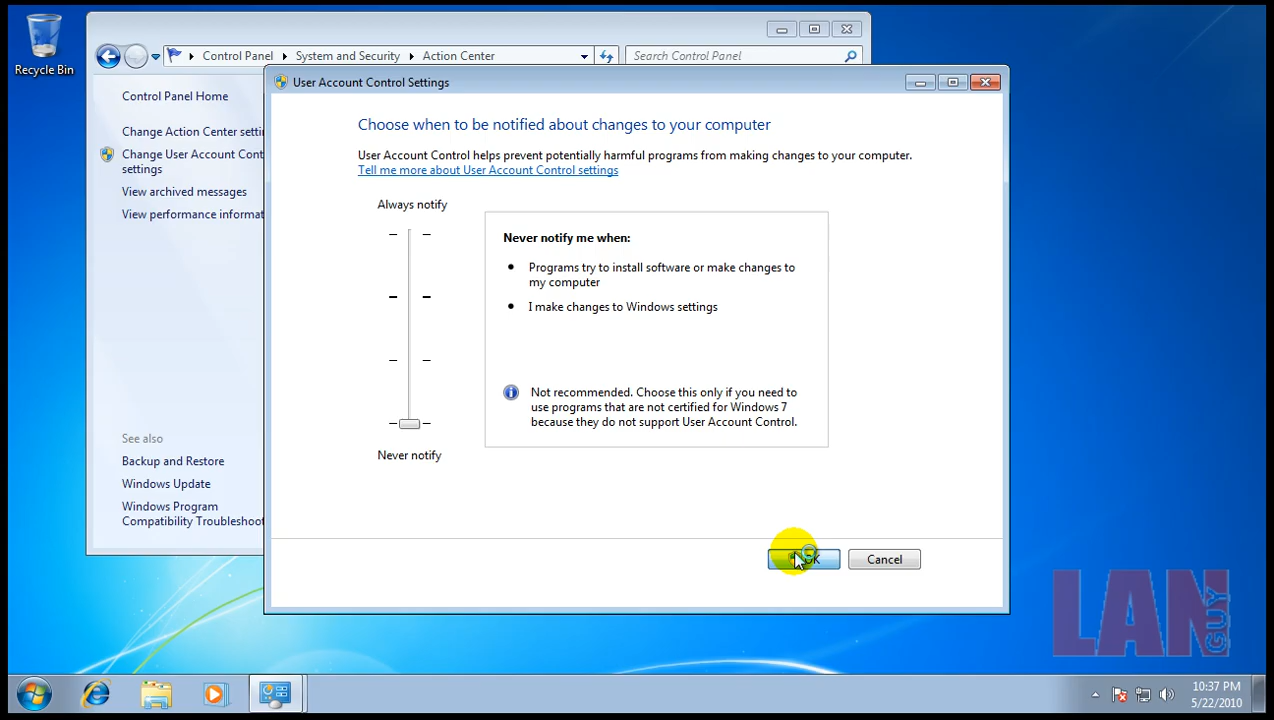 Recycle Bin
Control Panel
System and Security
Action Center
Search Control Panel
Control Panel Home
Change Action Center
Change User Account
settings
View archived messages
View performance
See also
Backup and Restore
Windows Update
Windows Program
Compatibility
User Account Control Settings
Choose when to be notified about changes to your computer
User Account Control helps prevent potentially harmful programs from making changes to your computer.
Tell me more about User Account Control settings
Always notify
Never notify
Never notify me when:
Programs try to install software or make changes to
my computer
I make changes to Windows settings
Not recommended. Choose this only if you need to
use programs that are not certified for Windows 7
because they do not support User Account Control.
OK
Cancel
LAN
GUY
10:37 PM
5/22/2010